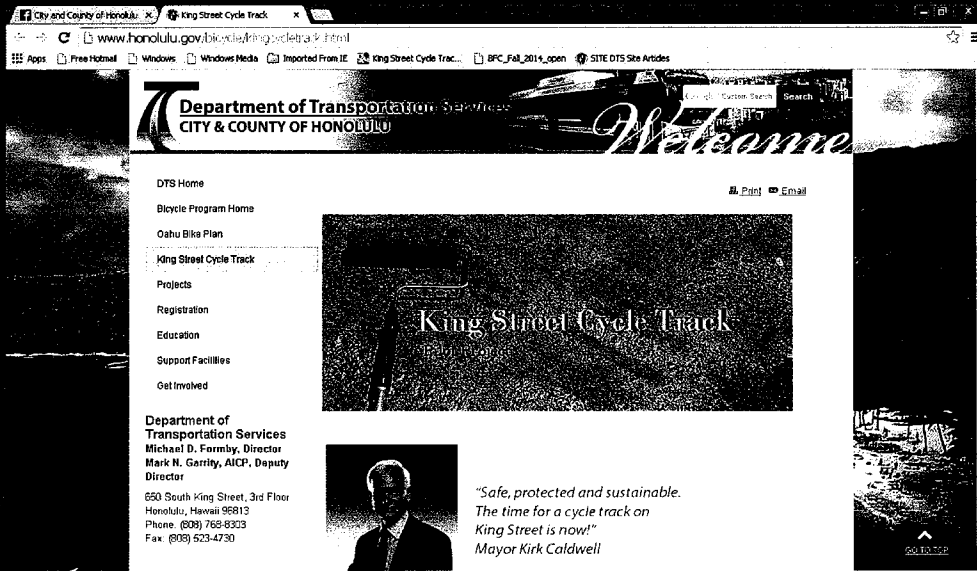 City and County of Honolulu
King Street Cycle Track
www.honolulu.gov/bicycle/kingcycletrack.html
Apps Free Hotmail Windows Windows Media Imported From IE King Street Cycle Trac... BFC_Fall_2014_open SITE DTS Site Articles
Department of Transportation Services
CITY & COUNTY OF HONOLULU
Custom Search Search
Welcome
Print Email
DTS Home
Bicycle Program Home
Oahu Bike Plan
King Street Cycle Track
Projects
Registration
Education
Support Facilities
Get Involved
King Street Cycle Track
Department of
Transportation Services
Michael D. Formby, Director
Mark N. Garrity, AICP, Deputy
Director
650 South King Street, 3rd Floor
Honolulu, Hawaii 96813
Phone: (808) 768-8303
Fax: (808) 523-4730
"Safe, protected and sustainable.
The time for a cycle track on
King Street is now!"
Mayor Kirk Caldwell
GO TO TOP